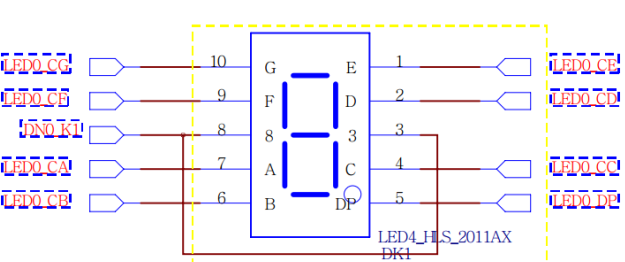 LED0_CG 10 G E 1 LED0_CE
LED0_CF 9 F D 2 LED0_CD
DN0_K1 8 8 3 3
LED0_CA 7 A C 4 LED0_CC
LED0_CB 6 B DP 5 LED0_DP
LED4_HLS_2011AX
DK1